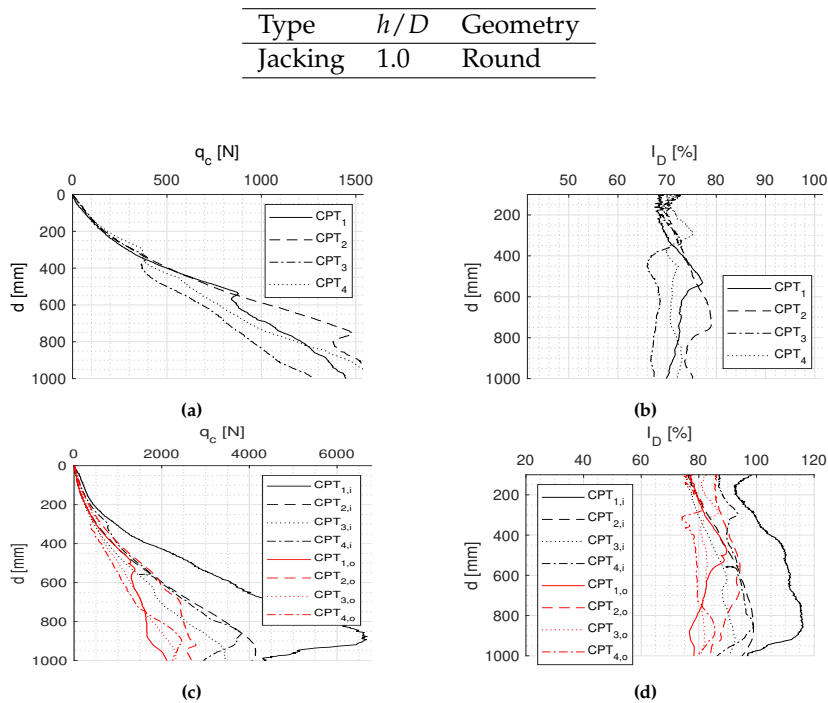 Type h/D Geometry
Jacking 1.0 Round
q_c [N]
0 500 1000 1500
d [mm]
0
200
400
600
800
1000
CPT_1
CPT_2
CPT_3
CPT_4
(a)
I_D [%]
50 60 70 80 90 100
d [mm]
200
400
600
800
1000
CPT_1
CPT_2
CPT_3
CPT_4
(b)
q_c [N]
0 2000 4000 6000
d [mm]
0
200
400
600
800
1000
CPT_1,i
CPT_2,i
CPT_3,i
CPT_4,i
CPT_1,o
CPT_2,o
CPT_3,o
CPT_4,o
(c)
I_D [%]
20 40 60 80 100 120
d [mm]
200
400
600
800
1000
CPT_1,i
CPT_2,i
CPT_3,i
CPT_4,i
CPT_1,o
CPT_2,o
CPT_3,o
CPT_4,o
(d)